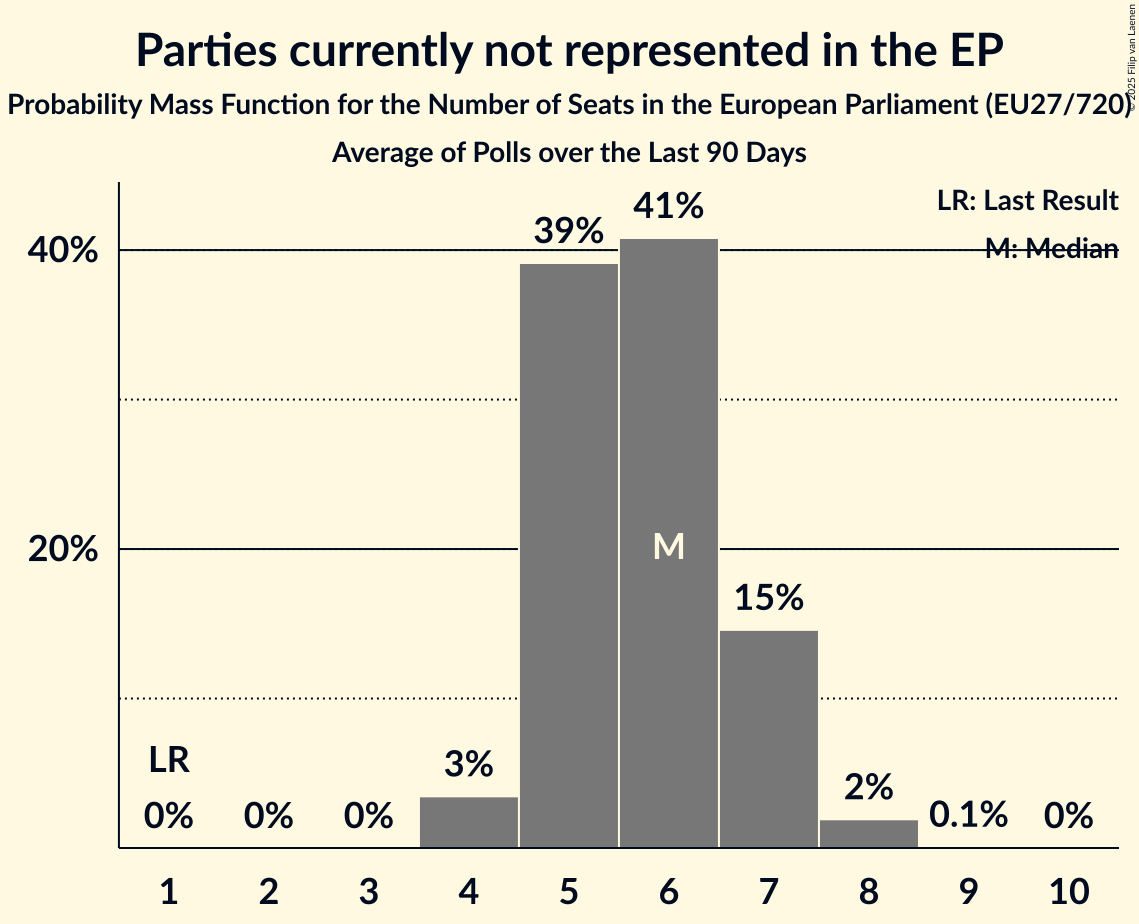 Parties currently not represented in the EP
Probability Mass Function for the Number of Seats in the European Parliament (EU27/720)
Average of Polls over the Last 90 Days
© 2025 Filip van Laenen
LR: Last Result
M: Median
40%
20%
LR
0%
0%
0%
3%
39%
41%
M
15%
2%
0.1%
0%
1 2 3 4 5 6 7 8 9 10